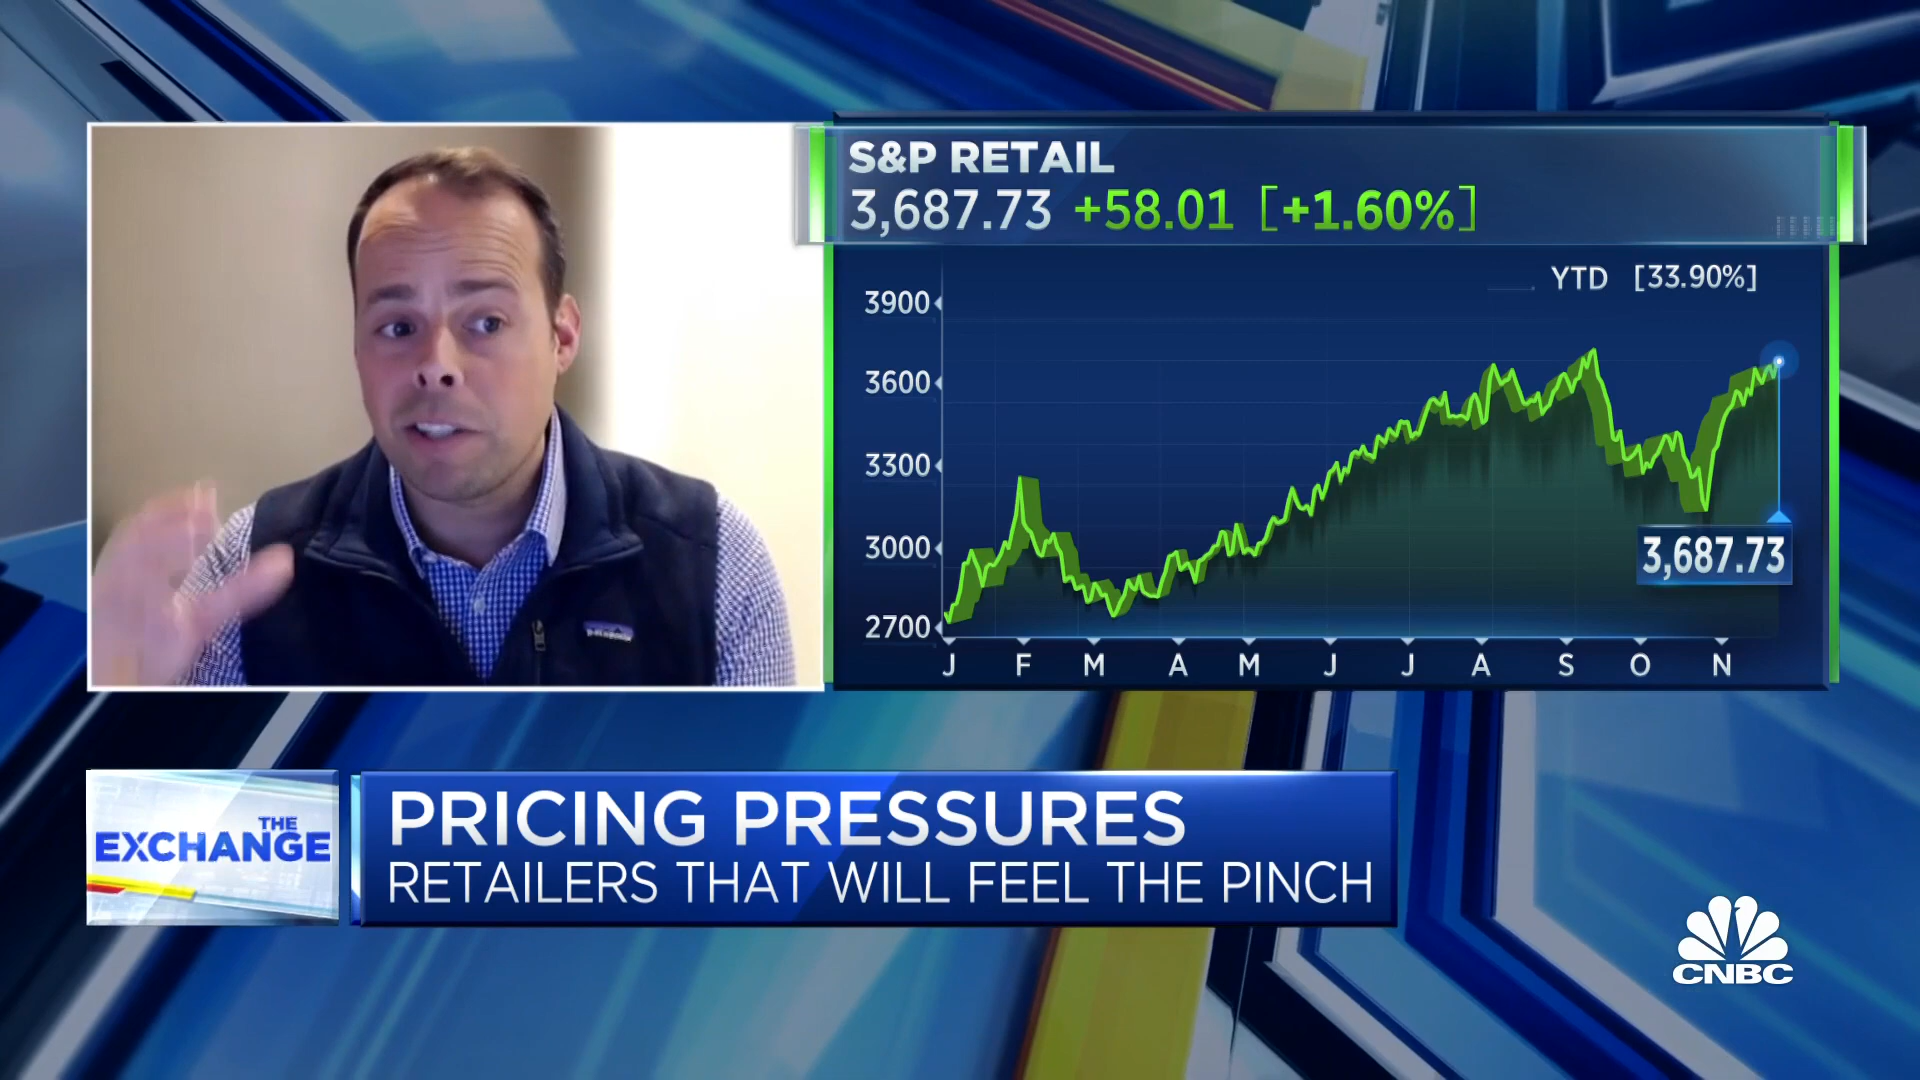 S&P RETAIL
3,687.73 +58.01 [+1.60%]
YTD [33.90%]
3900
3600
3300
3000
2700
3,687.73
J F M A M J J A S O N
patagonia
THE
EXCHANGE
PRICING PRESSURES
RETAILERS THAT WILL FEEL THE PINCH
CNBC